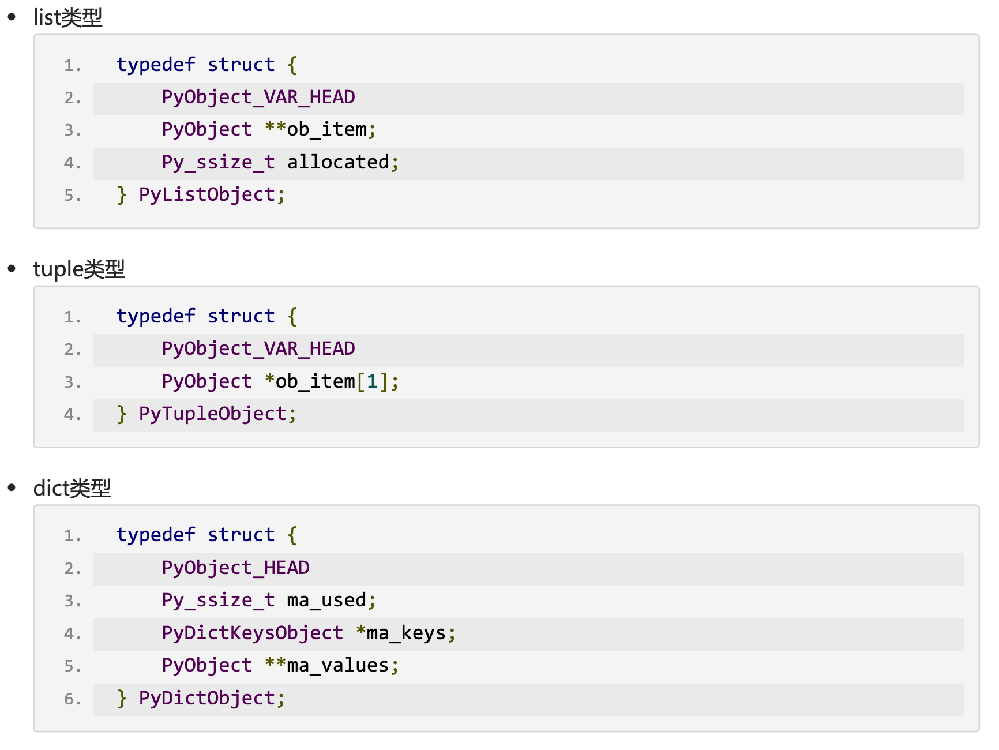 • list类型
1. typedef struct {
2.     PyObject_VAR_HEAD
3.     PyObject **ob_item;
4.     Py_ssize_t allocated;
5. } PyListObject;
• tuple类型
1. typedef struct {
2.     PyObject_VAR_HEAD
3.     PyObject *ob_item[1];
4. } PyTupleObject;
• dict类型
1. typedef struct {
2.     PyObject_HEAD
3.     Py_ssize_t ma_used;
4.     PyDictKeysObject *ma_keys;
5.     PyObject **ma_values;
6. } PyDictObject;